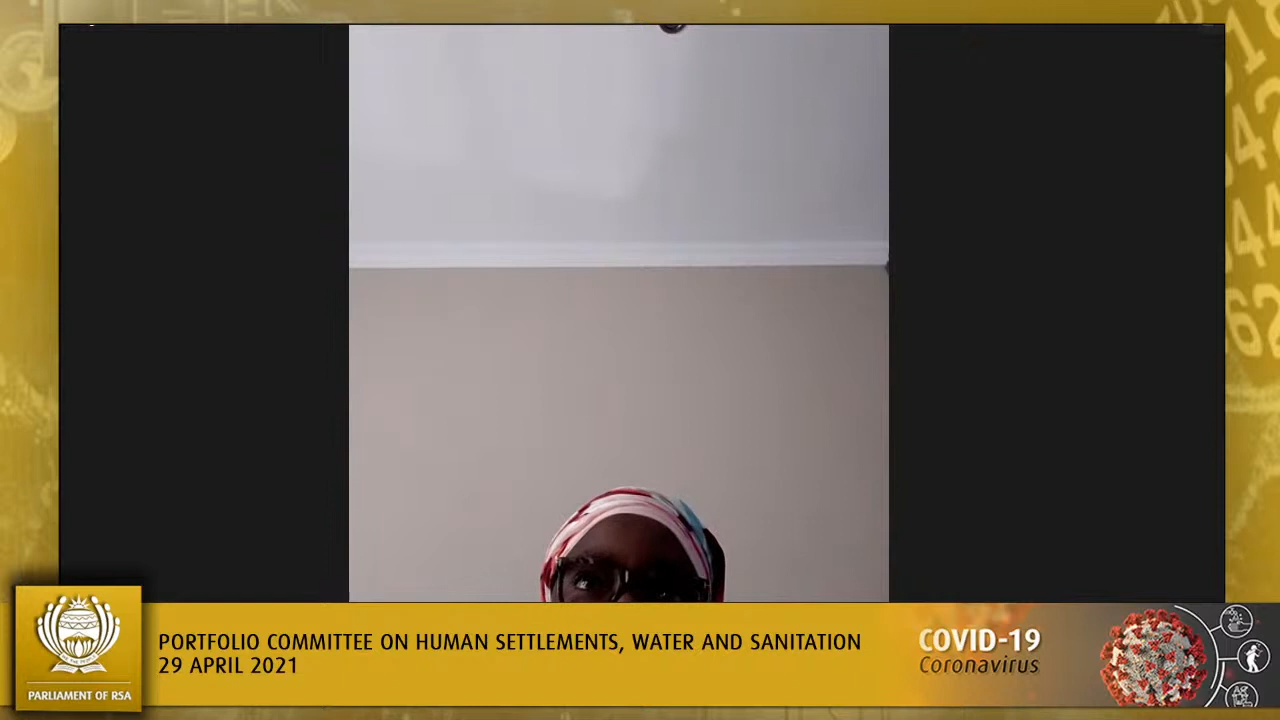 PORTFOLIO COMMITTEE ON HUMAN SETTLEMENTS, WATER AND SANITATION
29 APRIL 2021
PARLIAMENT OF RSA
COVID-19
Coronavirus